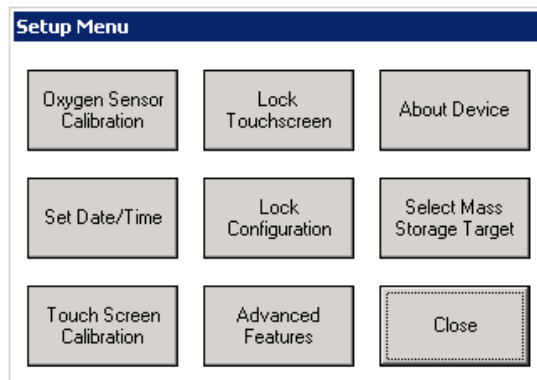 Setup Menu
Oxygen Sensor
Calibration
Lock
Touchscreen
About Device
Set Date/Time
Lock
Configuration
Select Mass
Storage Target
Touch Screen
Calibration
Advanced
Features
Close